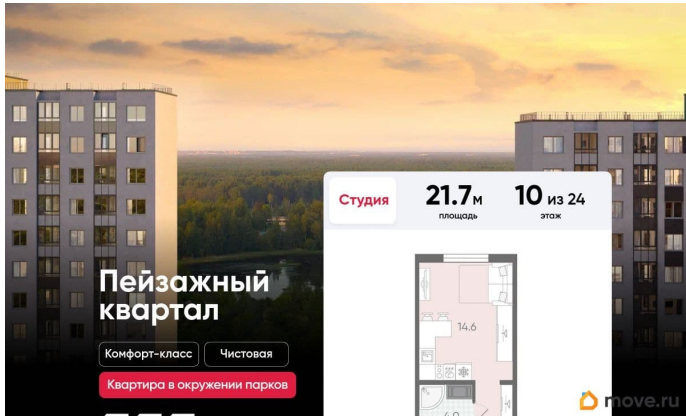 Студия
21.7 м
площадь
10 из 24
этаж
Пейзажный
квартал
14.6
Комфорт-класс
Чистовая
Квартира в окружении парков
move.ru